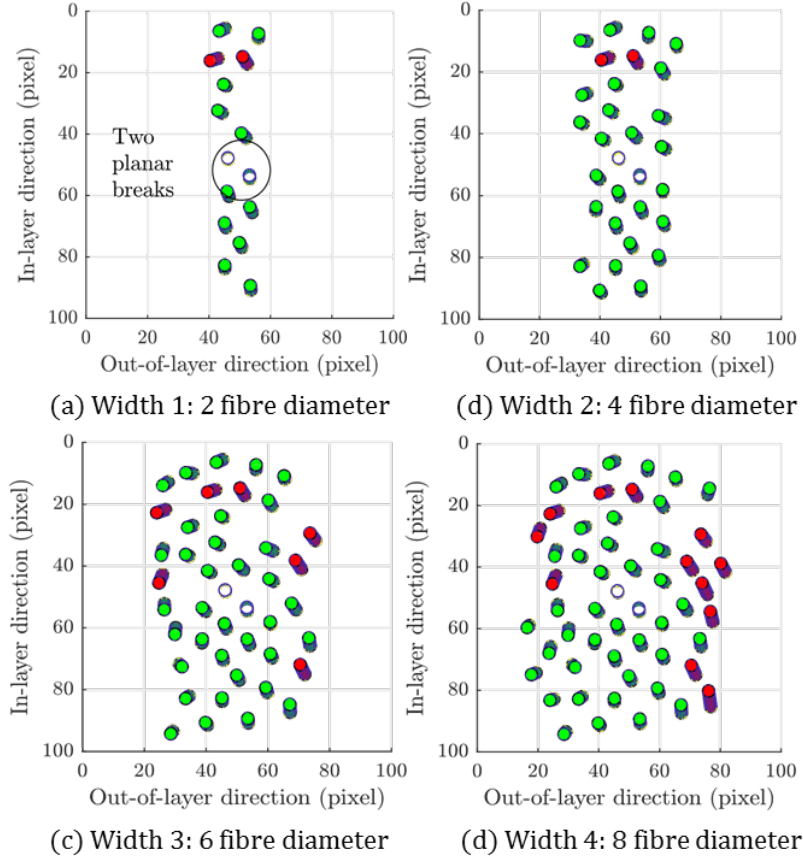 0
20
40
60
80
100
In-layer direction (pixel)
Two
planar
breaks
0 20 40 60 80 100
Out-of-layer direction (pixel)
(a) Width 1: 2 fibre diameter
0
20
40
60
80
100
In-layer direction (pixel)
0 20 40 60 80 100
Out-of-layer direction (pixel)
(d) Width 2: 4 fibre diameter
0
20
40
60
80
100
In-layer direction (pixel)
0 20 40 60 80 100
Out-of-layer direction (pixel)
(c) Width 3: 6 fibre diameter
0
20
40
60
80
100
In-layer direction (pixel)
0 20 40 60 80 100
Out-of-layer direction (pixel)
(d) Width 4: 8 fibre diameter